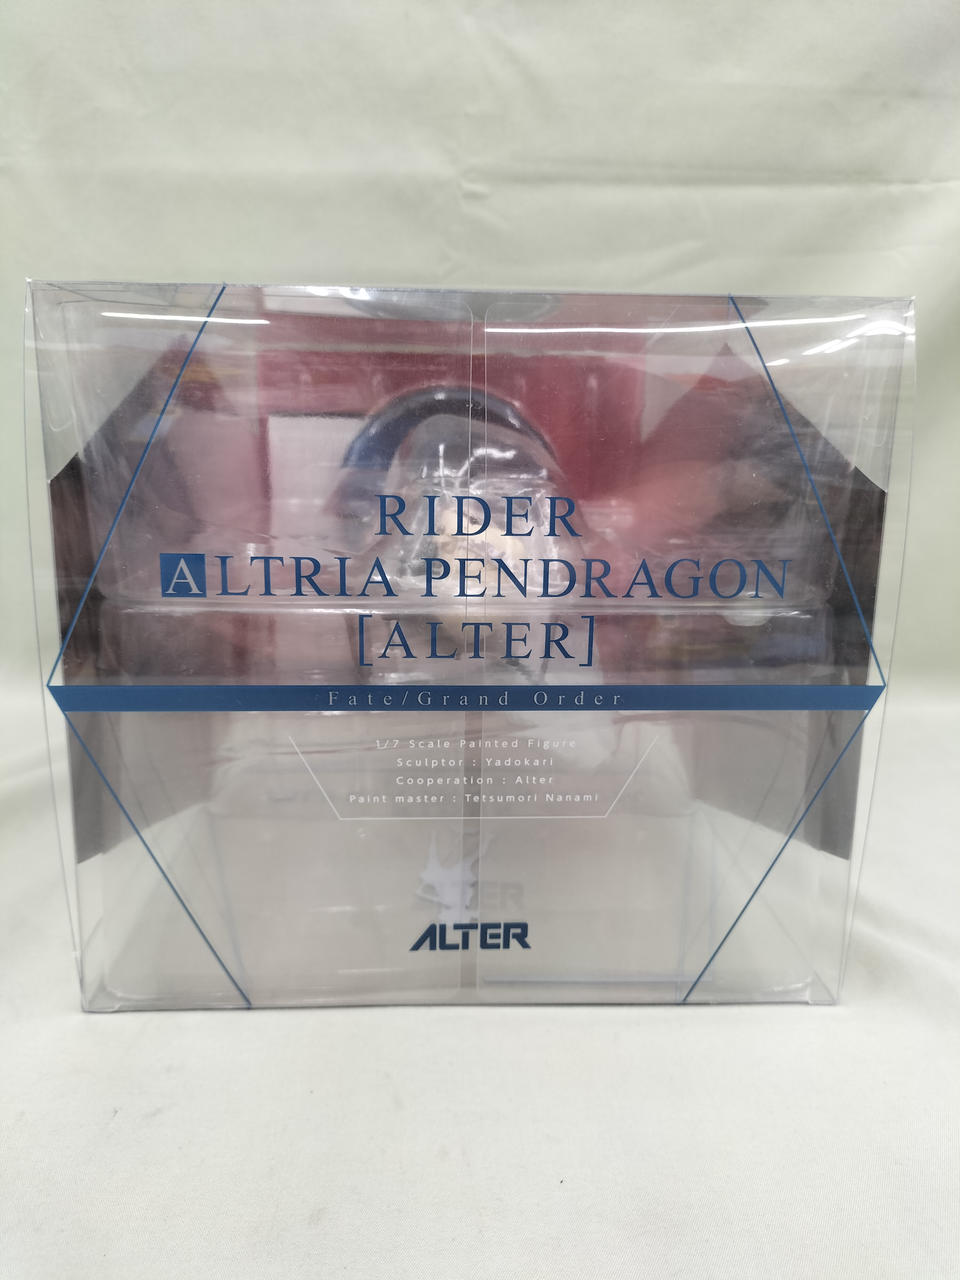 RIDER
ALTRIA PENDRAGON
[ALTER]
Fate/Grand Order
1/7 Scale Painted Figure
Sculptor : Yadokari
Cooperation : Alter
Paint master : Tetsumori Nanami
ALTER
ALTER